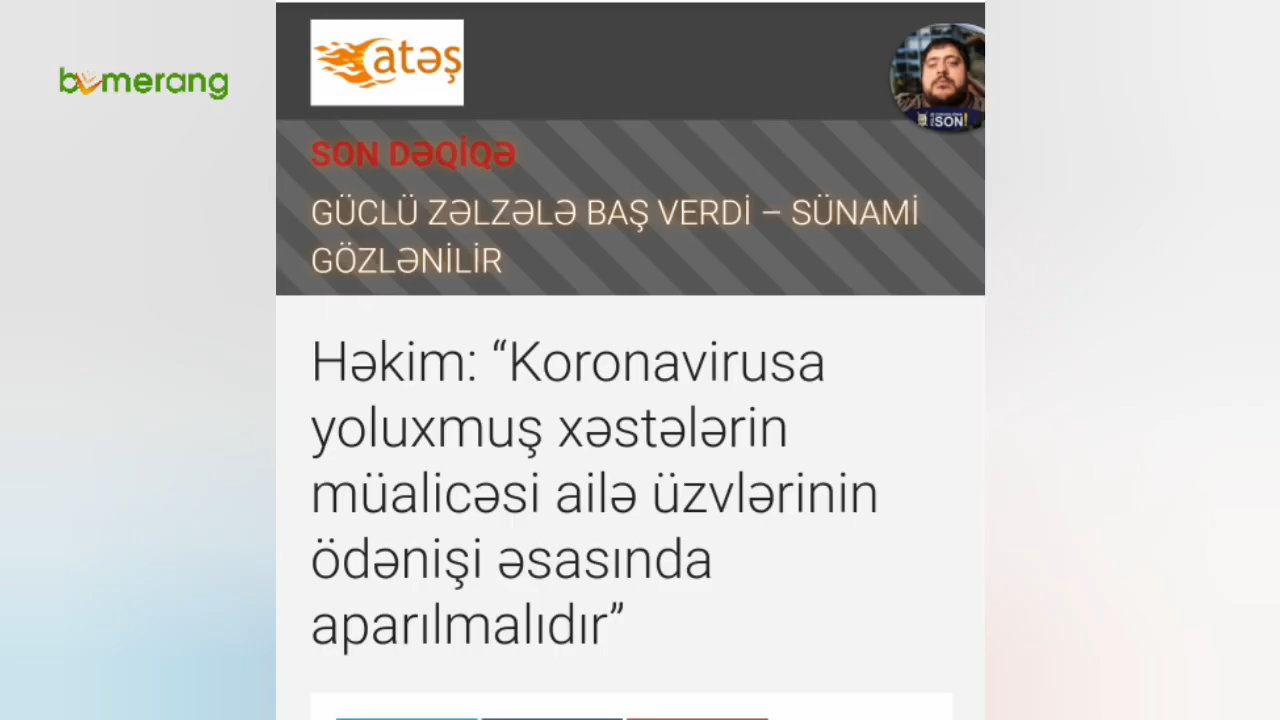 bumerang
atəş
SON!
SON DƏQİQƏ
GÜCLÜ ZƏLZƏLƏ BAŞ VERDİ – SÜNAMİ
GÖZLƏNİLİR
Həkim: “Koronavirusa
yoluxmuş xəstələrin
müalicəsi ailə üzvlərinin
ödənişi əsasında
aparılmalıdır”